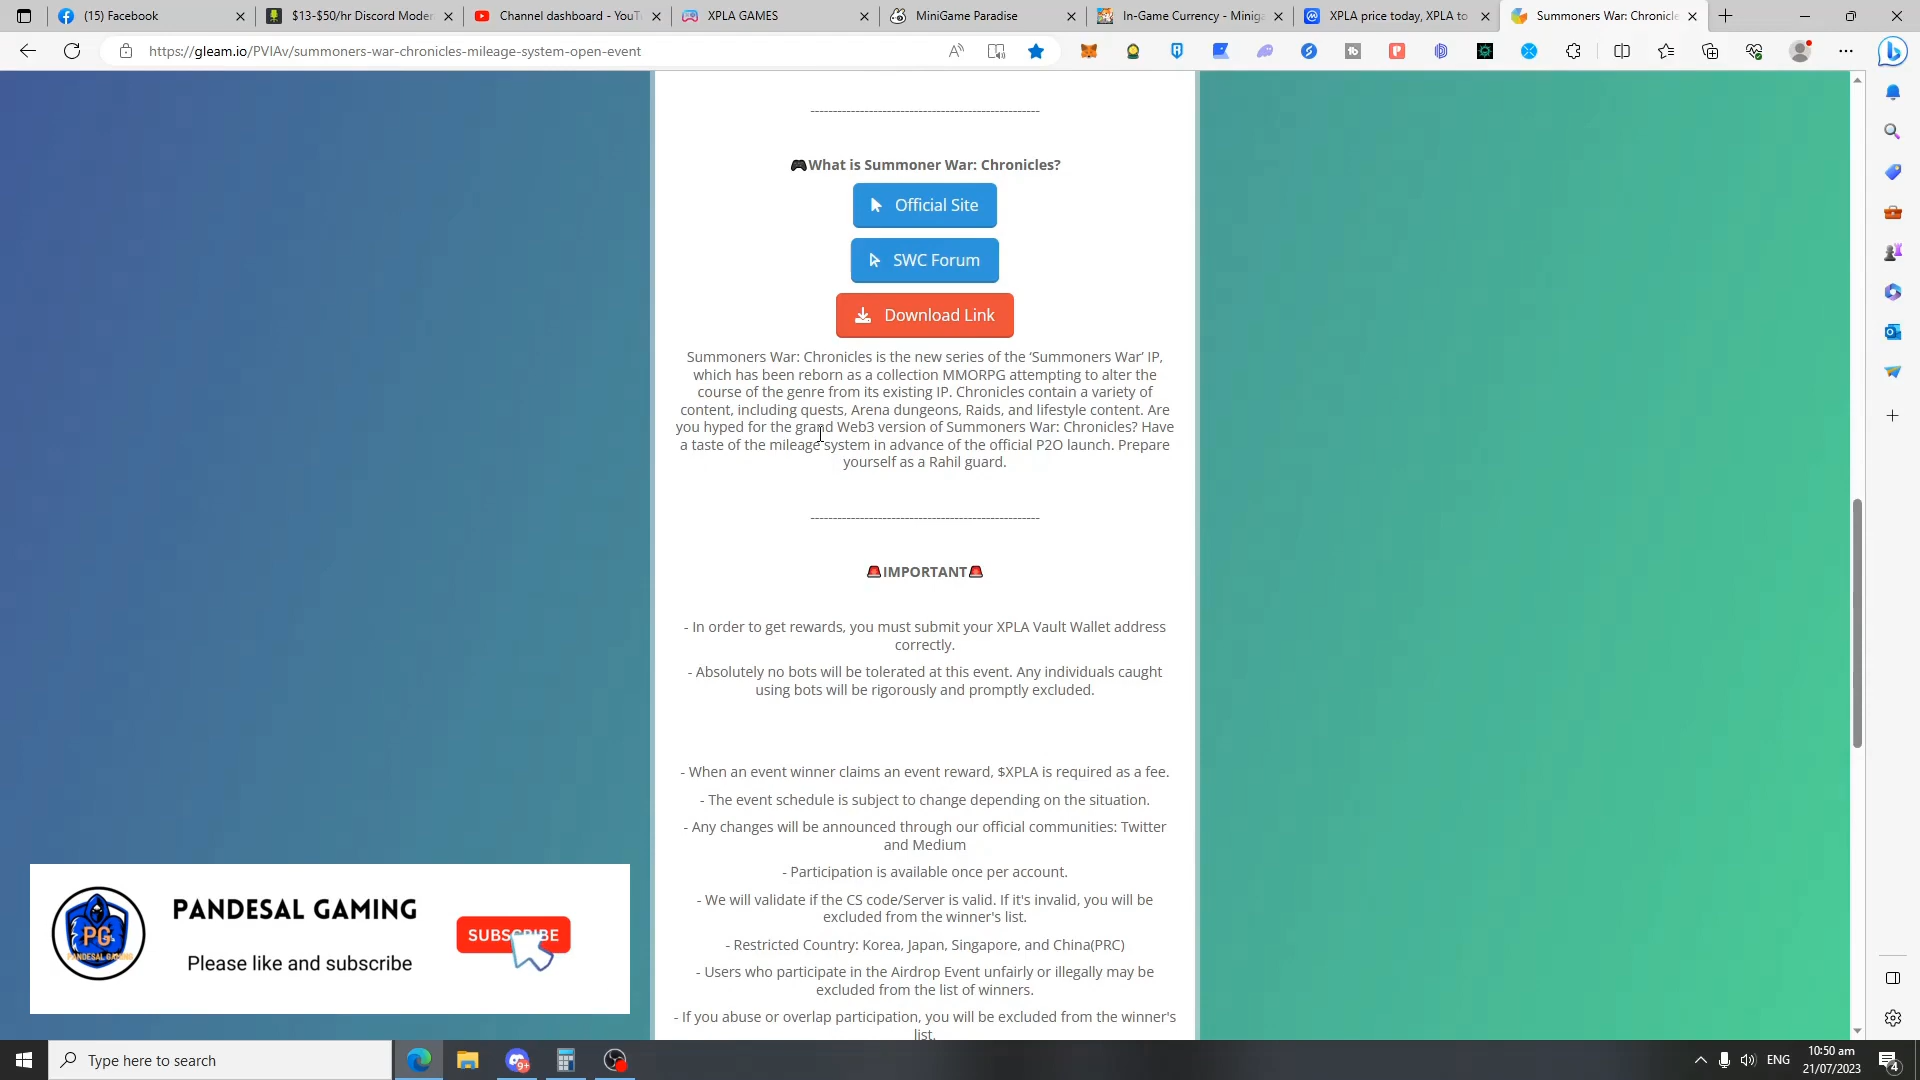 (15) Facebook
$13-$50/hr Discord Moder
Channel dashboard - YouT
XPLA GAMES
MiniGame Paradise
In-Game Currency - Miniga
XPLA price today, XPLA to
Summoners War: Chronicle
https://gleam.io/PVIAv/summoners-war-chronicles-mileage-system-open-event
--------------------------------------------------
🎮What is Summoner War: Chronicles?
Official Site
SWC Forum
Download Link
Summoners War: Chronicles is the new series of the ‘Summoners War’ IP,
which has been reborn as a collection MMORPG attempting to alter the
course of the genre from its existing IP. Chronicles contain a variety of
content, including quests, Arena dungeons, Raids, and lifestyle content. Are
you hyped for the grand Web3 version of Summoners War: Chronicles? Have
a taste of the mileage system in advance of the official P2O launch. Prepare
yourself as a Rahil guard.
--------------------------------------------------
🚨IMPORTANT🚨
- In order to get rewards, you must submit your XPLA Vault Wallet address
correctly.
- Absolutely no bots will be tolerated at this event. Any individuals caught
using bots will be rigorously and promptly excluded.
- When an event winner claims an event reward, $XPLA is required as a fee.
- The event schedule is subject to change depending on the situation.
- Any changes will be announced through our official communities: Twitter
and Medium
- Participation is available once per account.
- We will validate if the CS code/Server is valid. If it's invalid, you will be
excluded from the winner's list.
- Restricted Country: Korea, Japan, Singapore, and China(PRC)
- Users who participate in the Airdrop Event unfairly or illegally may be
excluded from the list of winners.
- If you abuse or overlap participation, you will be excluded from the winner's
list.
PG
PANDESAL GAMING
PANDESAL GAMING
Please like and subscribe
SUBSCRIBE
Type here to search
9+
ENG
10:50 am
21/07/2023
4